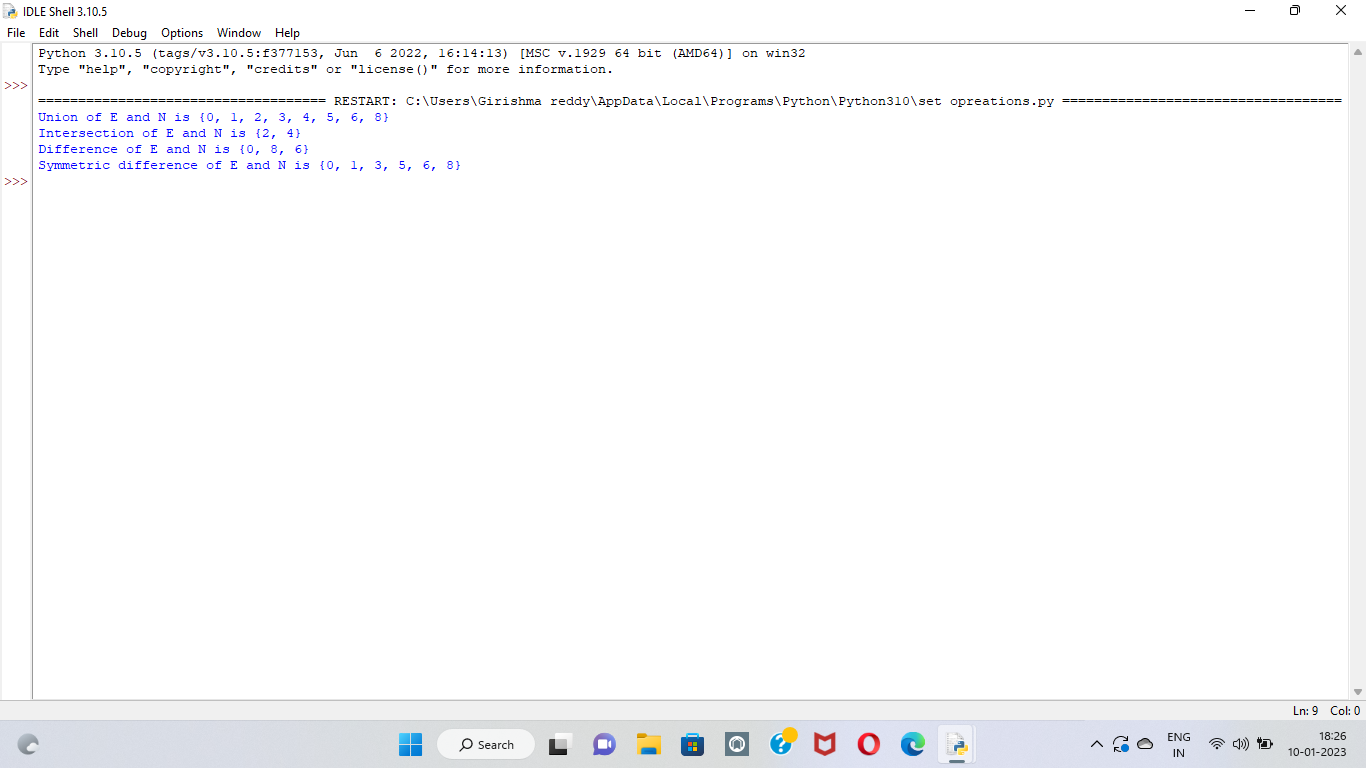 IDLE Shell 3.10.5
File Edit Shell Debug Options Window Help
Python 3.10.5 (tags/v3.10.5:f377153, Jun  6 2022, 16:14:13) [MSC v.1929 64 bit (AMD64)] on win32
Type "help", "copyright", "credits" or "license()" for more information.
>>>
==================================== RESTART: C:\Users\Girishma reddy\AppData\Local\Programs\Python\Python310\set opreations.py ===================================
Union of E and N is {0, 1, 2, 3, 4, 5, 6, 8}
Intersection of E and N is {2, 4}
Difference of E and N is {0, 8, 6}
Symmetric difference of E and N is {0, 1, 3, 5, 6, 8}
>>>
Ln: 9 Col: 0
Search
ENG
IN
18:26
10-01-2023